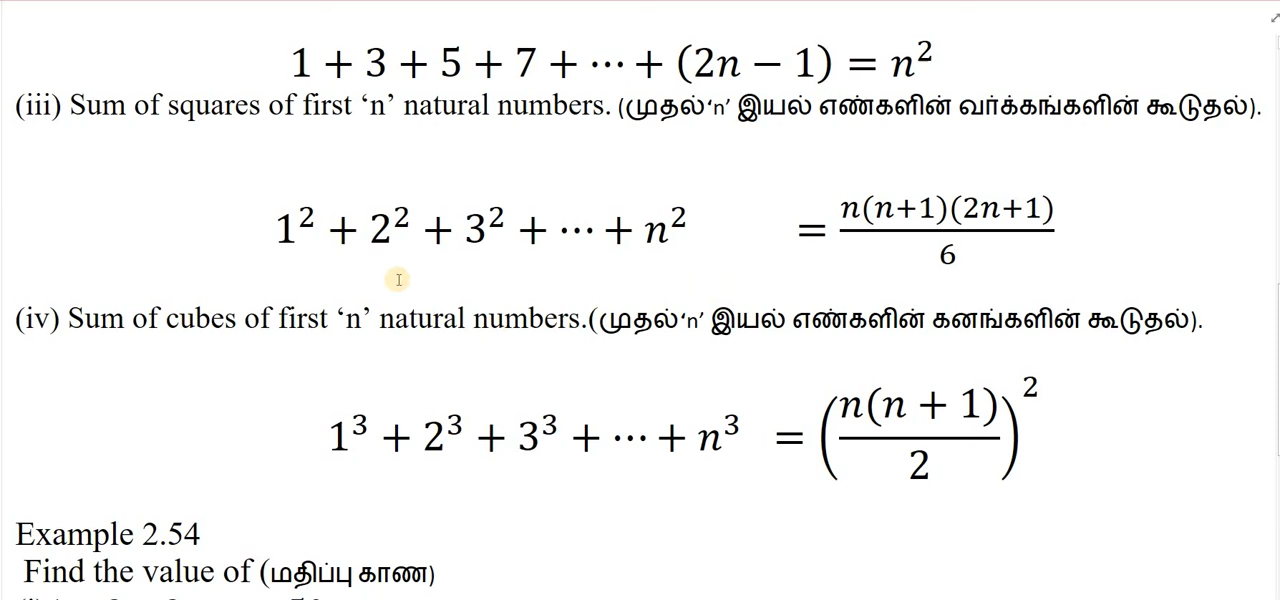 1 + 3 + 5 + 7 + ⋯ + (2n − 1) = n²
(iii) Sum of squares of first ‘n’ natural numbers. (முதல்‘n’ இயல் எண்களின் வர்க்கங்களின் கூடுதல்).
1² + 2² + 3² + ⋯ + n² = n(n+1)(2n+1)/6
(iv) Sum of cubes of first ‘n’ natural numbers.(முதல்‘n’ இயல் எண்களின் கனங்களின் கூடுதல்).
1³ + 2³ + 3³ + ⋯ + n³ = (n(n + 1)/2)²
Example 2.54
Find the value of (மதிப்பு காண)